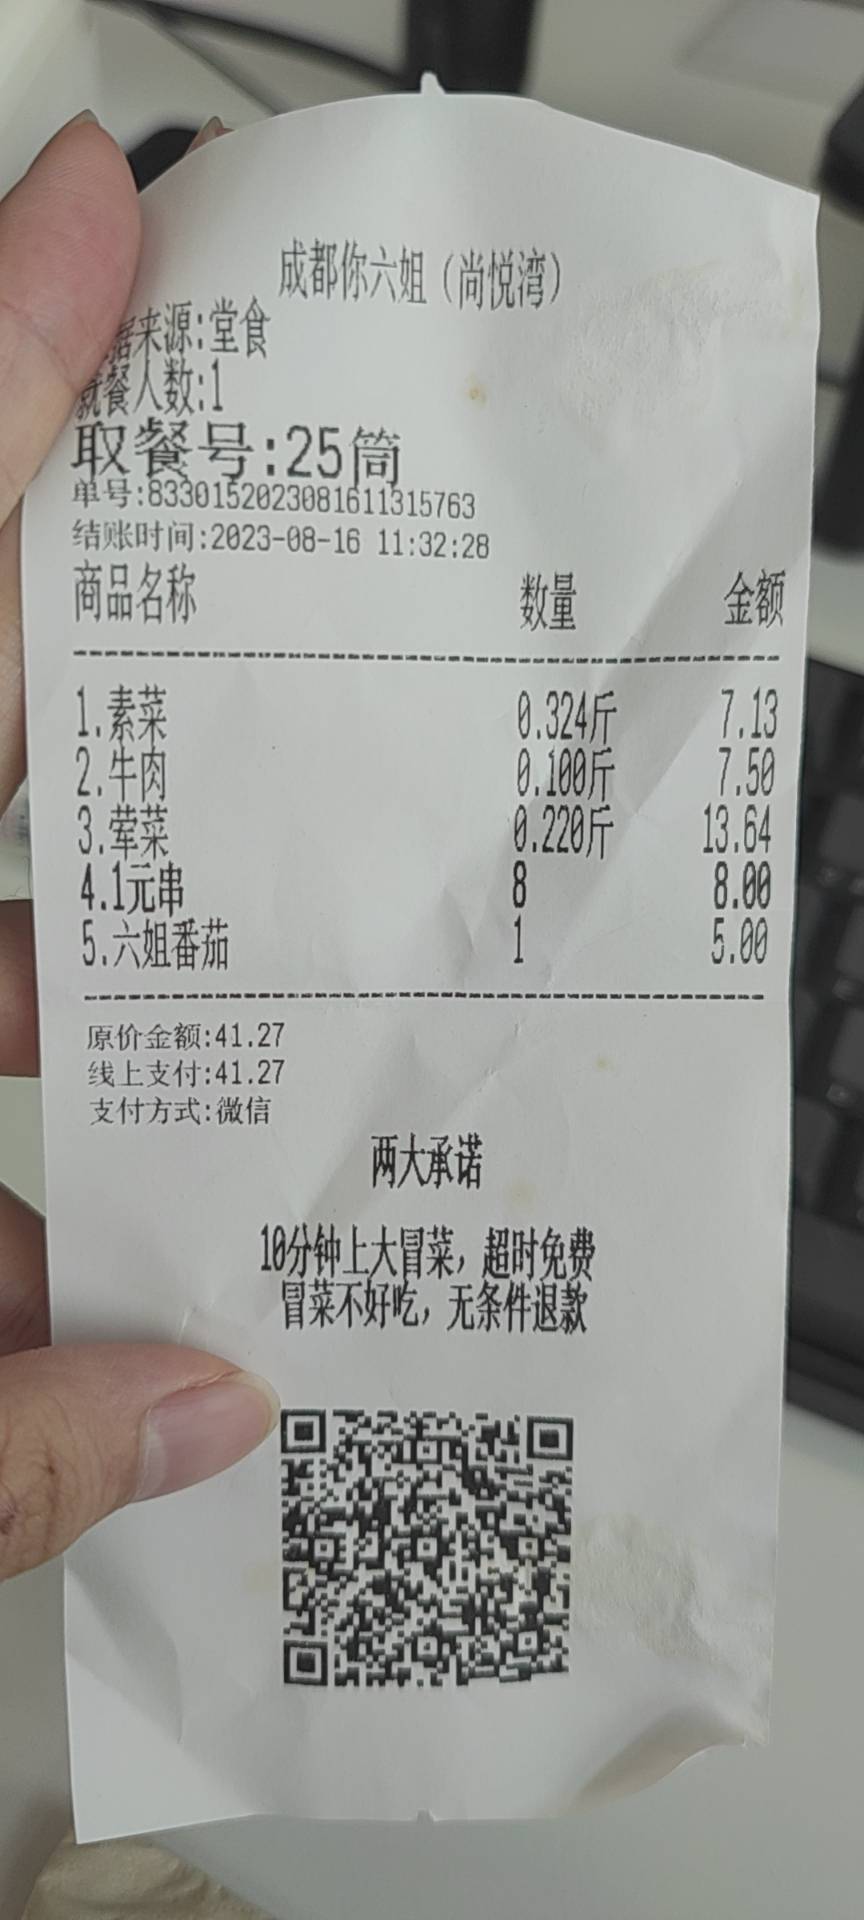 成都你六姐（尚悦湾）
据来源:堂食
就餐人数:1
取餐号:25筒
单号:8330152023081611315763
结账时间:2023-08-16 11:32:28
商品名称 数量 金额
1.素菜 0.324斤 7.13
2.牛肉 0.100斤 7.50
3.荤菜 0.220斤 13.64
4.1元串 8 8.00
5.六姐番茄 1 5.00
原价金额:41.27
线上支付:41.27
支付方式:微信
两大承诺
10分钟上大冒菜，超时免费
冒菜不好吃，无条件退款